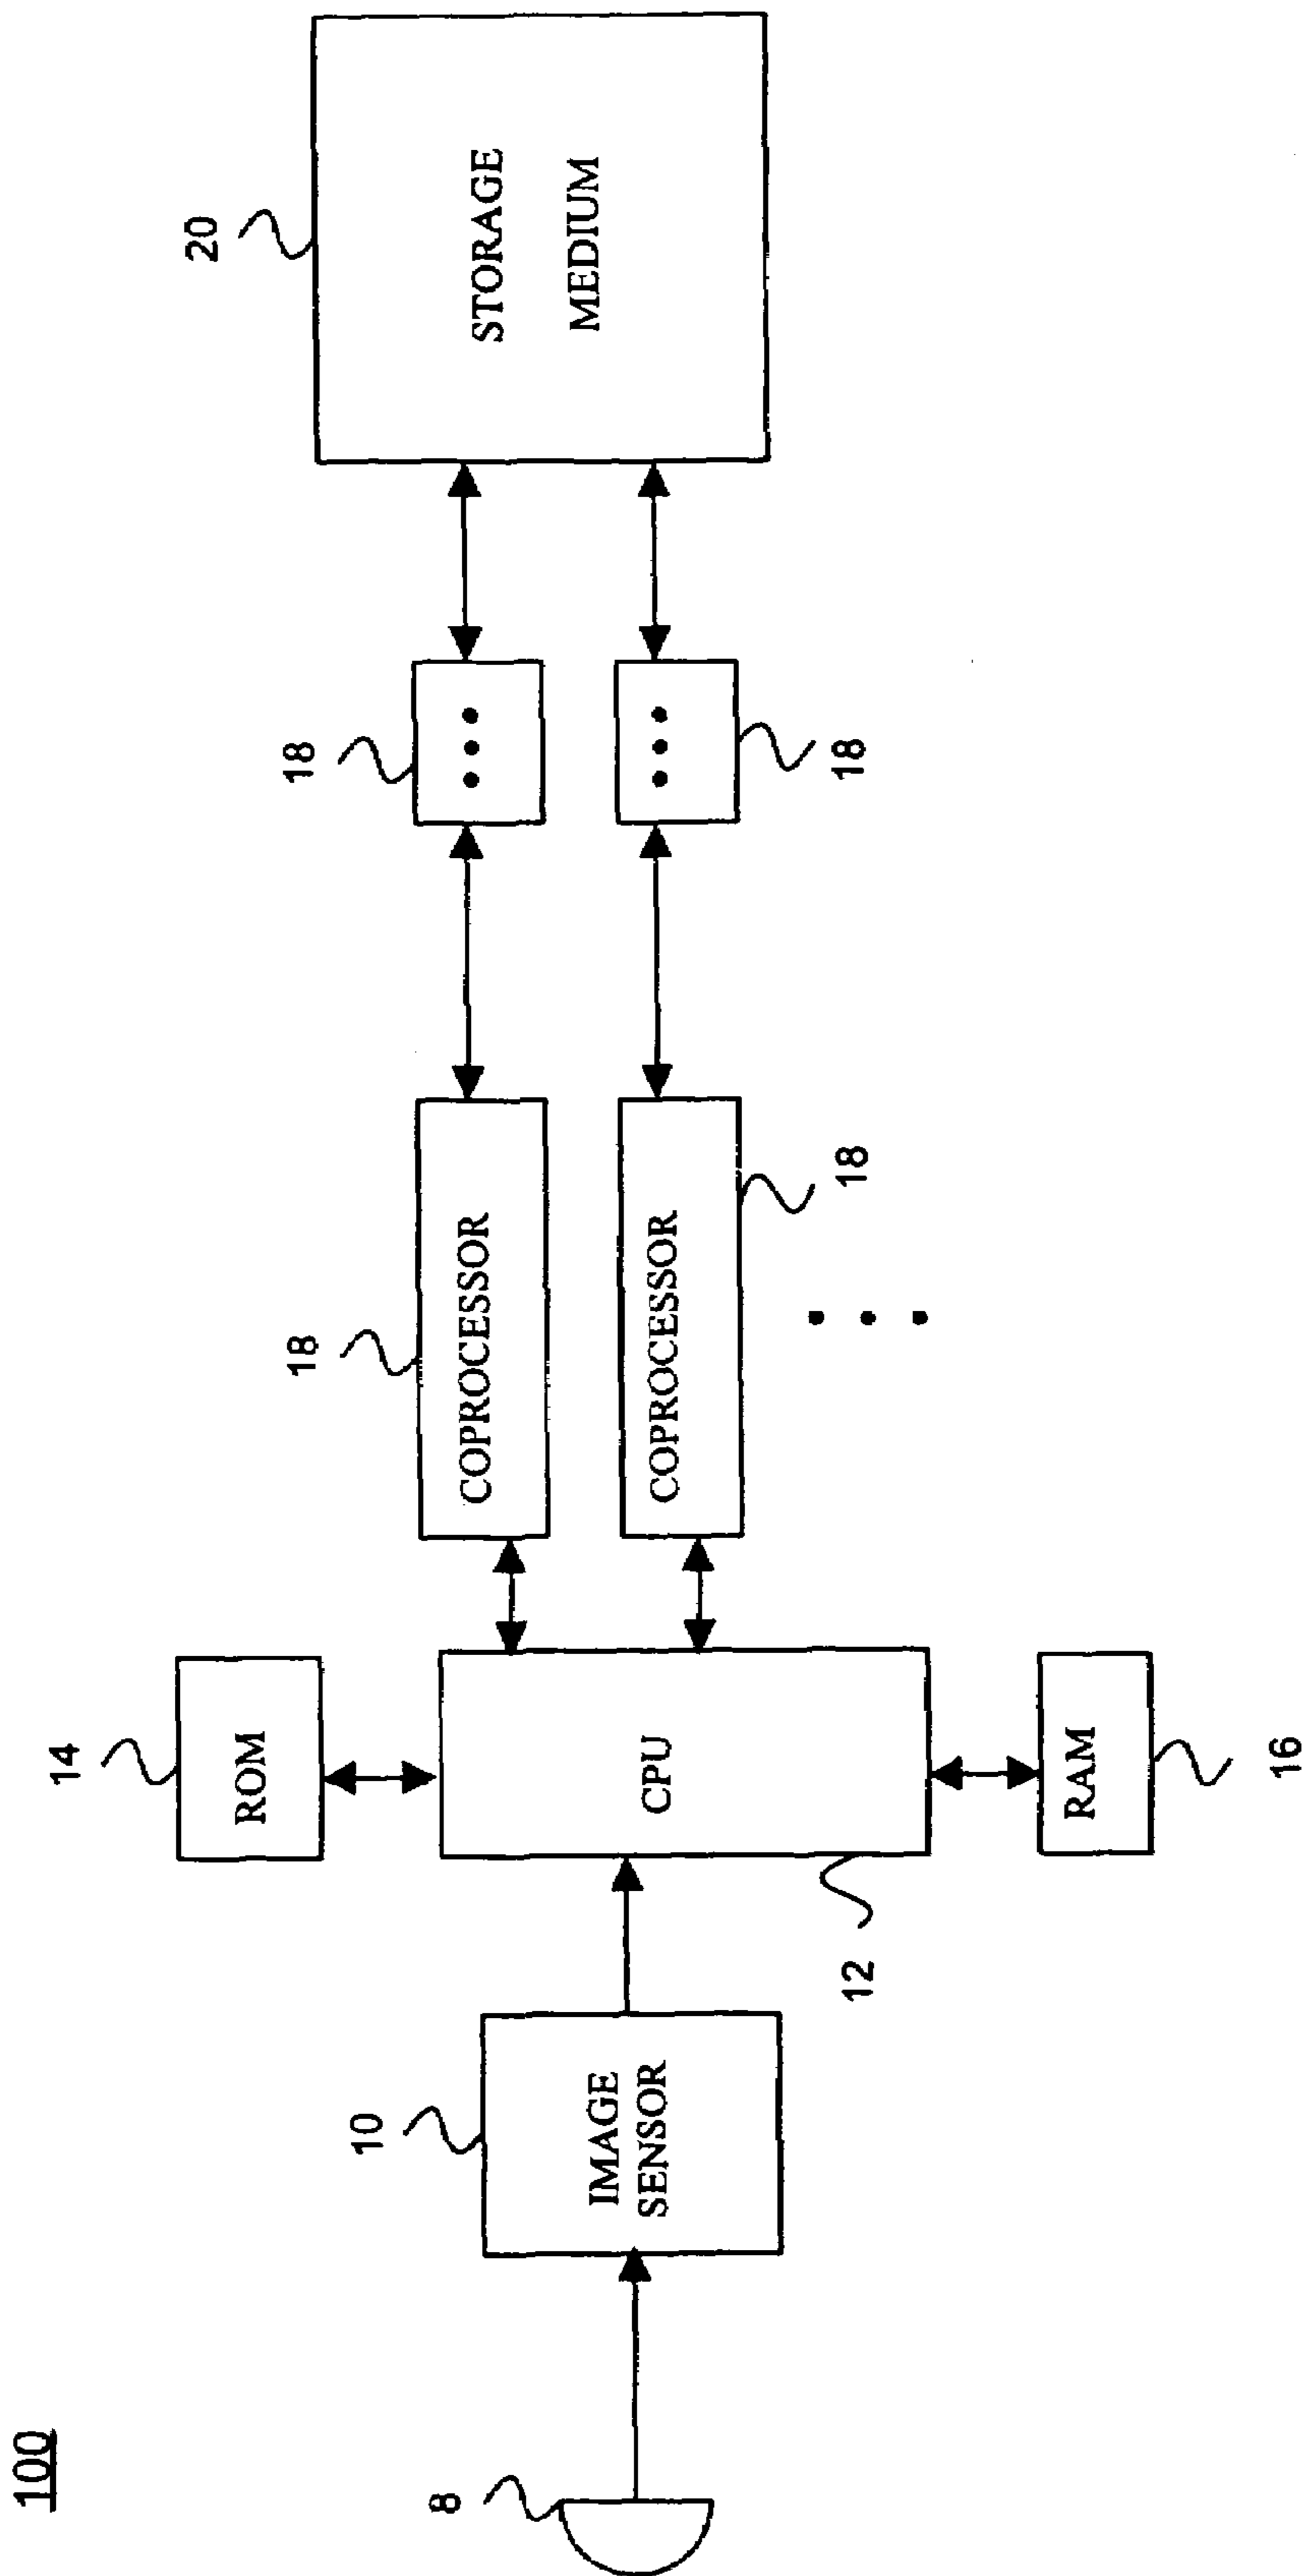 100
8
10
IMAGE
SENSOR
12
CPU
14
ROM
16
RAM
18
COPROCESSOR
18
COPROCESSOR
18
18
20
STORAGE
MEDIUM